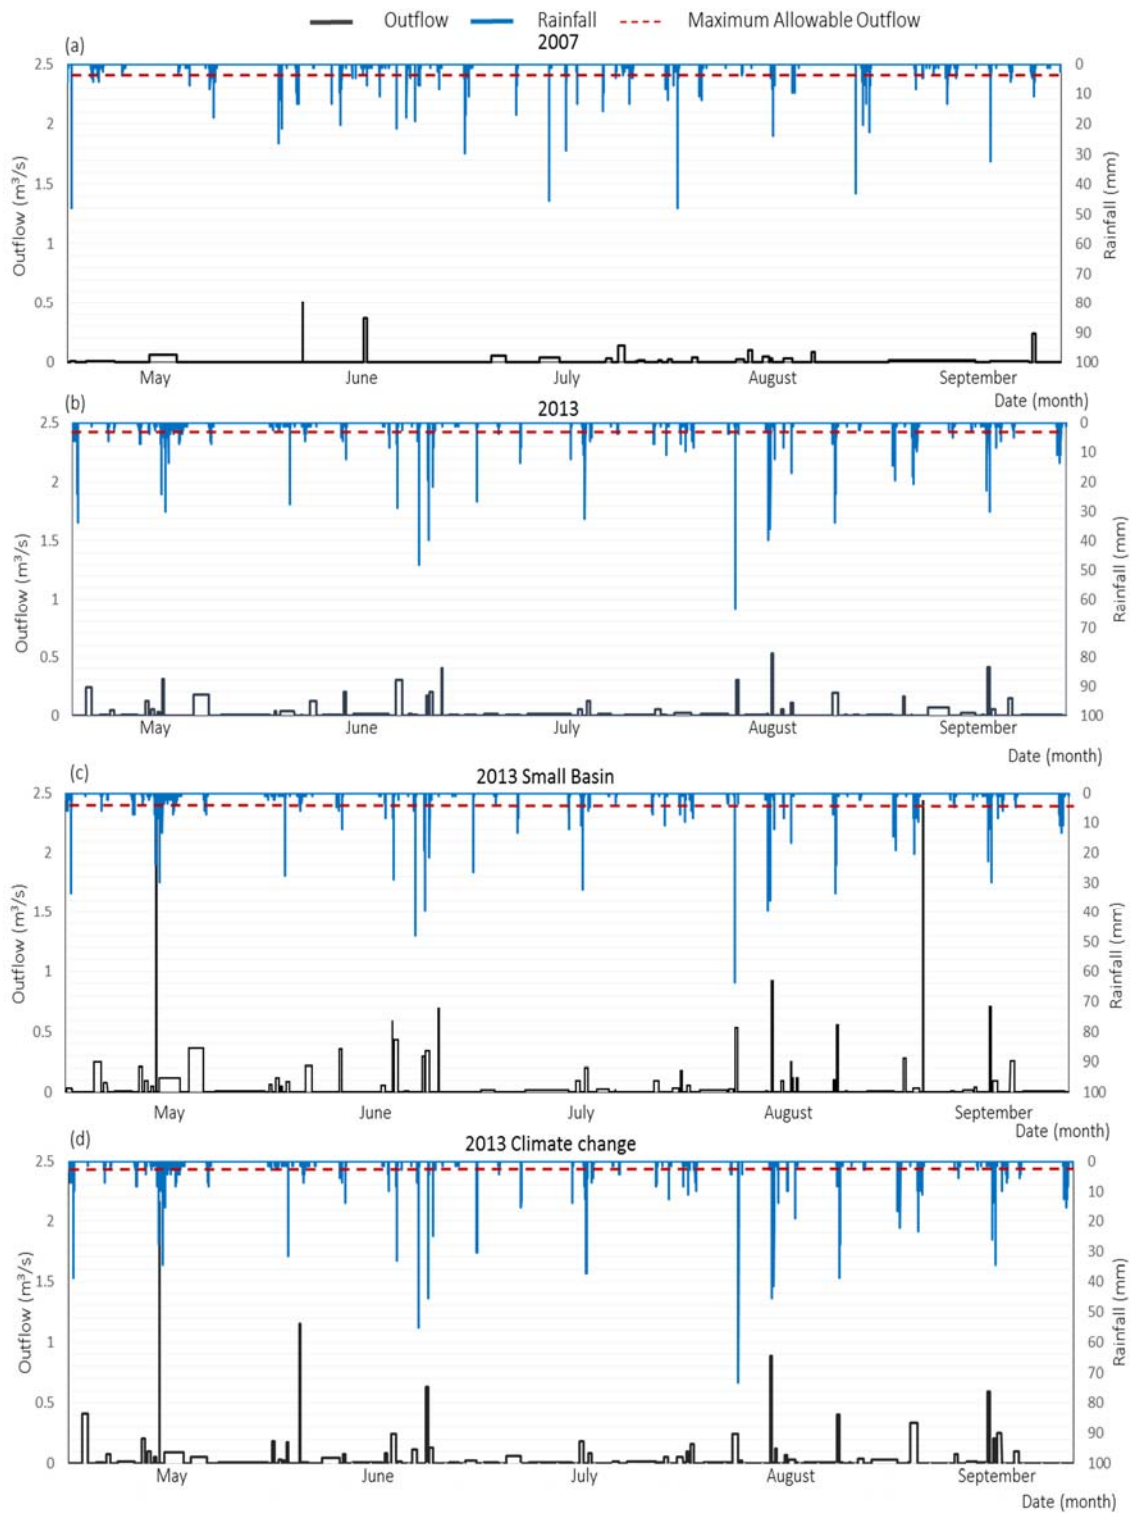 Outflow Rainfall Maximum Allowable Outflow
(a)
2007
2.5 0
10
2 20
30
1.5 40
50
1 60
70
0.5 80
90
0 100
Outflow (m³/s)
Rainfall (mm)
May June July August September
Date (month)
(b)
2013
2.5 0
10
2 20
30
1.5 40
50
1 60
70
0.5 80
90
0 100
Outflow (m³/s)
Rainfall (mm)
May June July August September
Date (month)
(c)
2013 Small Basin
2.5 0
10
2 20
30
1.5 40
50
1 60
70
0.5 80
90
0 100
Outflow (m³/s)
Rainfall (mm)
May June July August September
Date (month)
(d)
2013 Climate change
2.5 0
10
2 20
30
1.5 40
50
1 60
70
0.5 80
90
0 100
Outflow (m³/s)
Rainfall (mm)
May June July August September
Date (month)